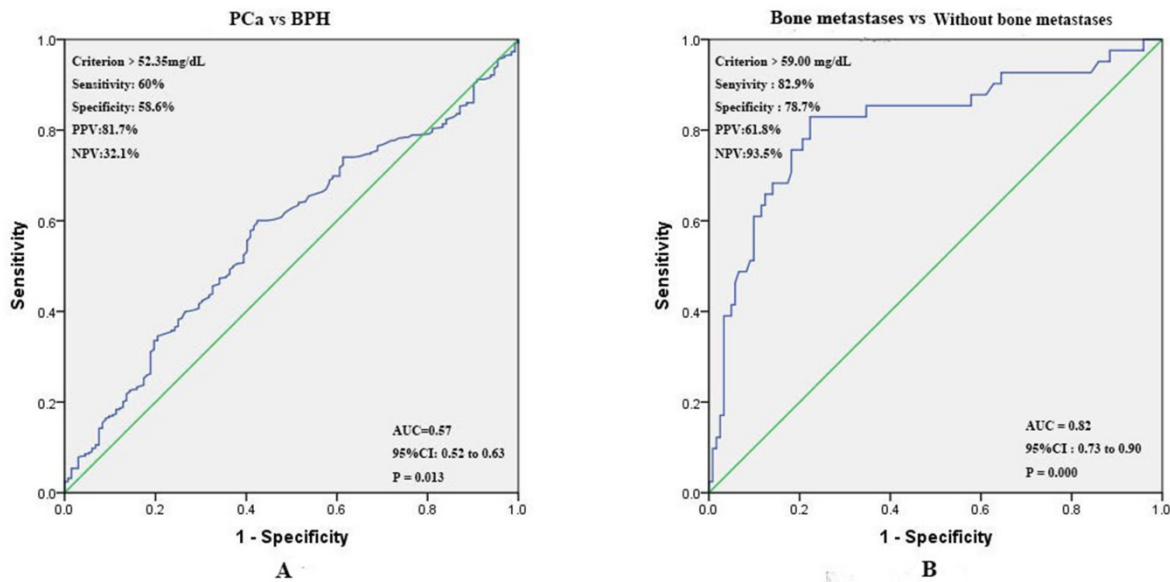 PCa vs BPH
1.0
0.8
0.6
0.4
0.2
0.0
Sensitivity
Criterion > 52.35mg/dL
Sensitivity: 60%
Specificity: 58.6%
PPV:81.7%
NPV:32.1%
AUC=0.57
95%CI: 0.52 to 0.63
P = 0.013
0.0 0.2 0.4 0.6 0.8 1.0
1 - Specificity
A
Bone metastases vs Without bone metastases
1.0
0.8
0.6
0.4
0.2
0.0
Sensitivity
Criterion > 59.00 mg/dL
Senyivity : 82.9%
Specificity : 78.7%
PPV:61.8%
NPV:93.5%
AUC = 0.82
95%CI : 0.73 to 0.90
P = 0.000
0.0 0.2 0.4 0.6 0.8 1.0
1 - Specificity
B